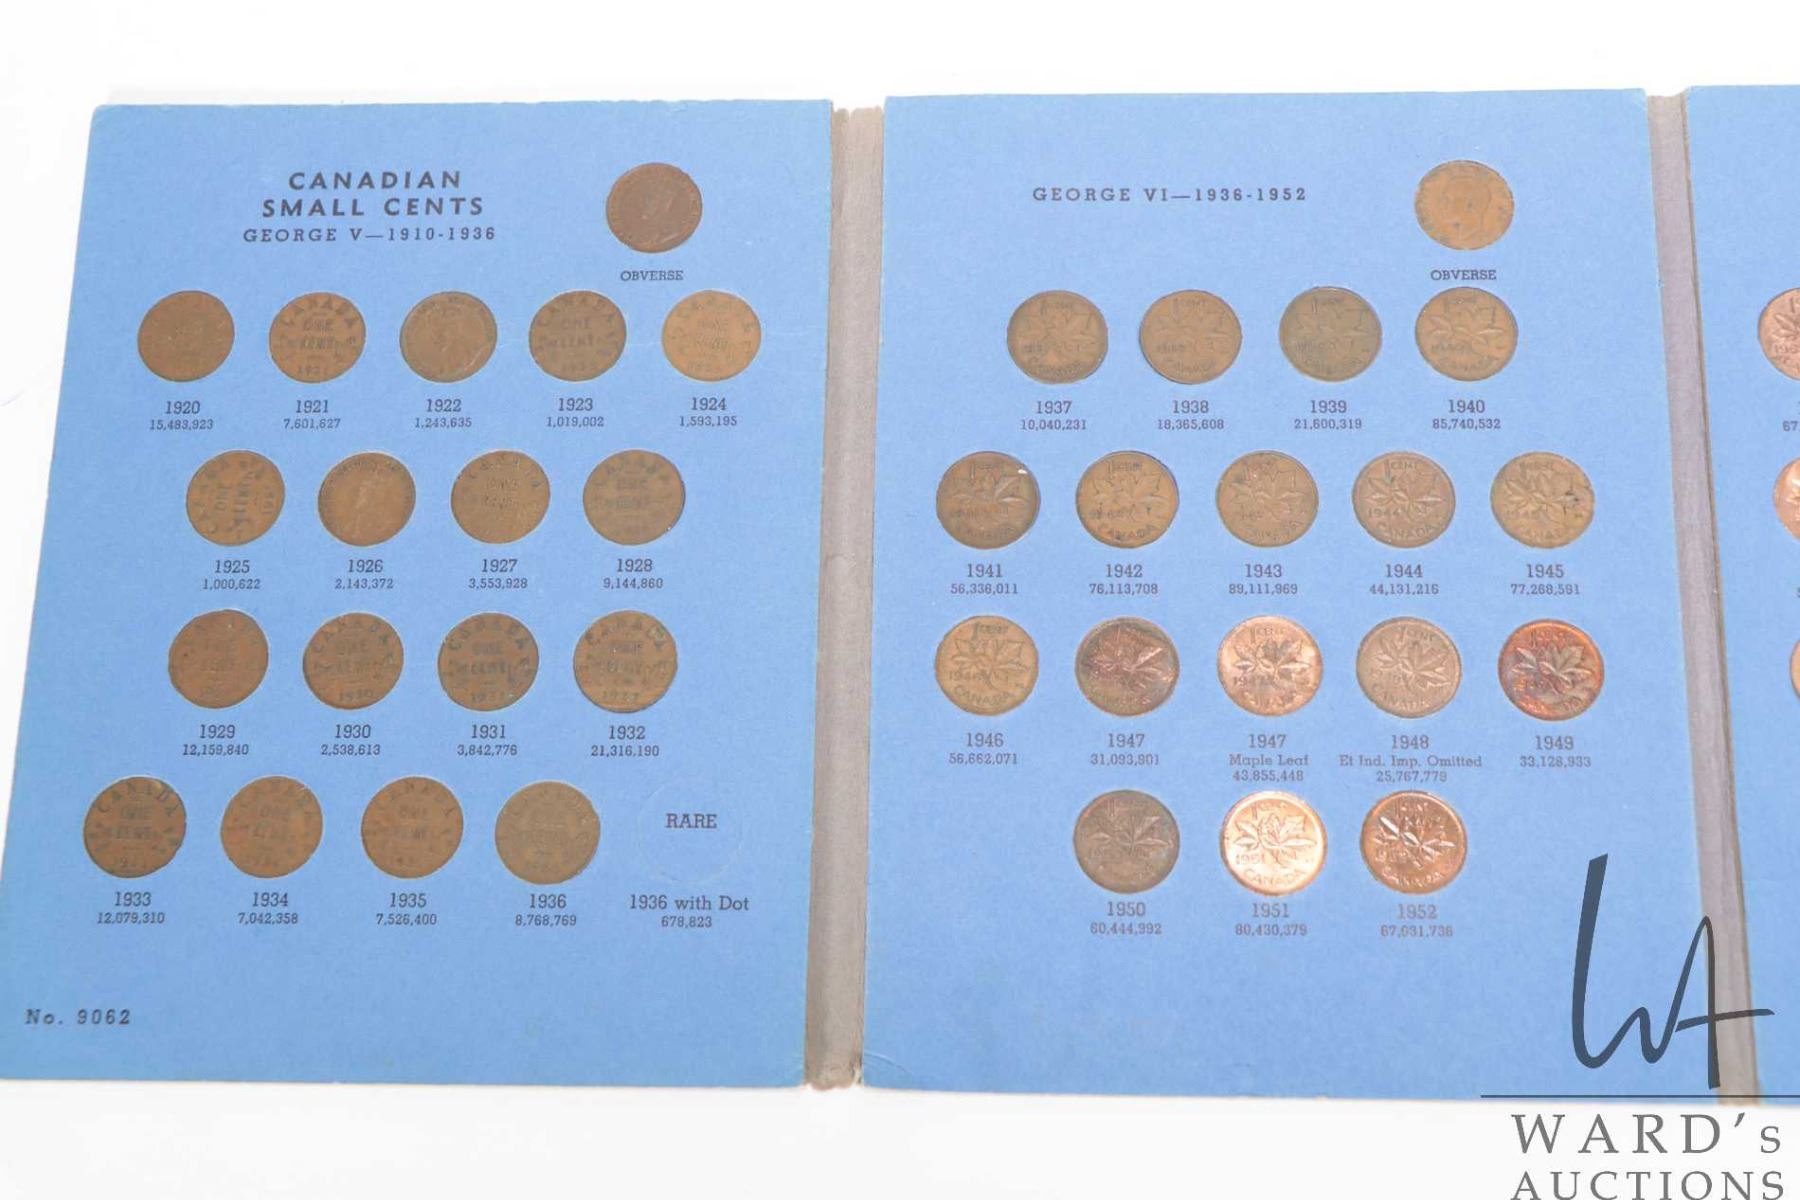 CANADIAN
SMALL CENTS
GEORGE V—1910-1936
OBVERSE
1920 1921 1922 1923 1924
15,483,923 7,601,627 1,243,635 1,019,002 1,593,195
1925 1926 1927 1928
1,000,622 2,143,372 3,553,928 9,144,860
1929 1930 1931 1932
12,159,840 2,538,613 3,842,776 21,316,190
RARE
1933 1934 1935 1936 1936 with Dot
12,079,310 7,042,358 7,526,400 8,768,769 678,823
No. 9062
GEORGE VI—1936-1952
OBVERSE
1937 1938 1939 1940
10,040,231 18,365,608 21,600,319 85,740,532
1941 1942 1943 1944 1945
56,336,011 76,113,708 89,111,969 44,131,216 77,268,591
1946 1947 1947 1948 1949
56,662,071 31,093,901 Maple Leaf Et Ind. Imp. Omitted 33,128,933
43,855,448 25,767,779
1950 1951 1952
60,444,992 80,430,379 67,631,736
WARD's
AUCTIONS